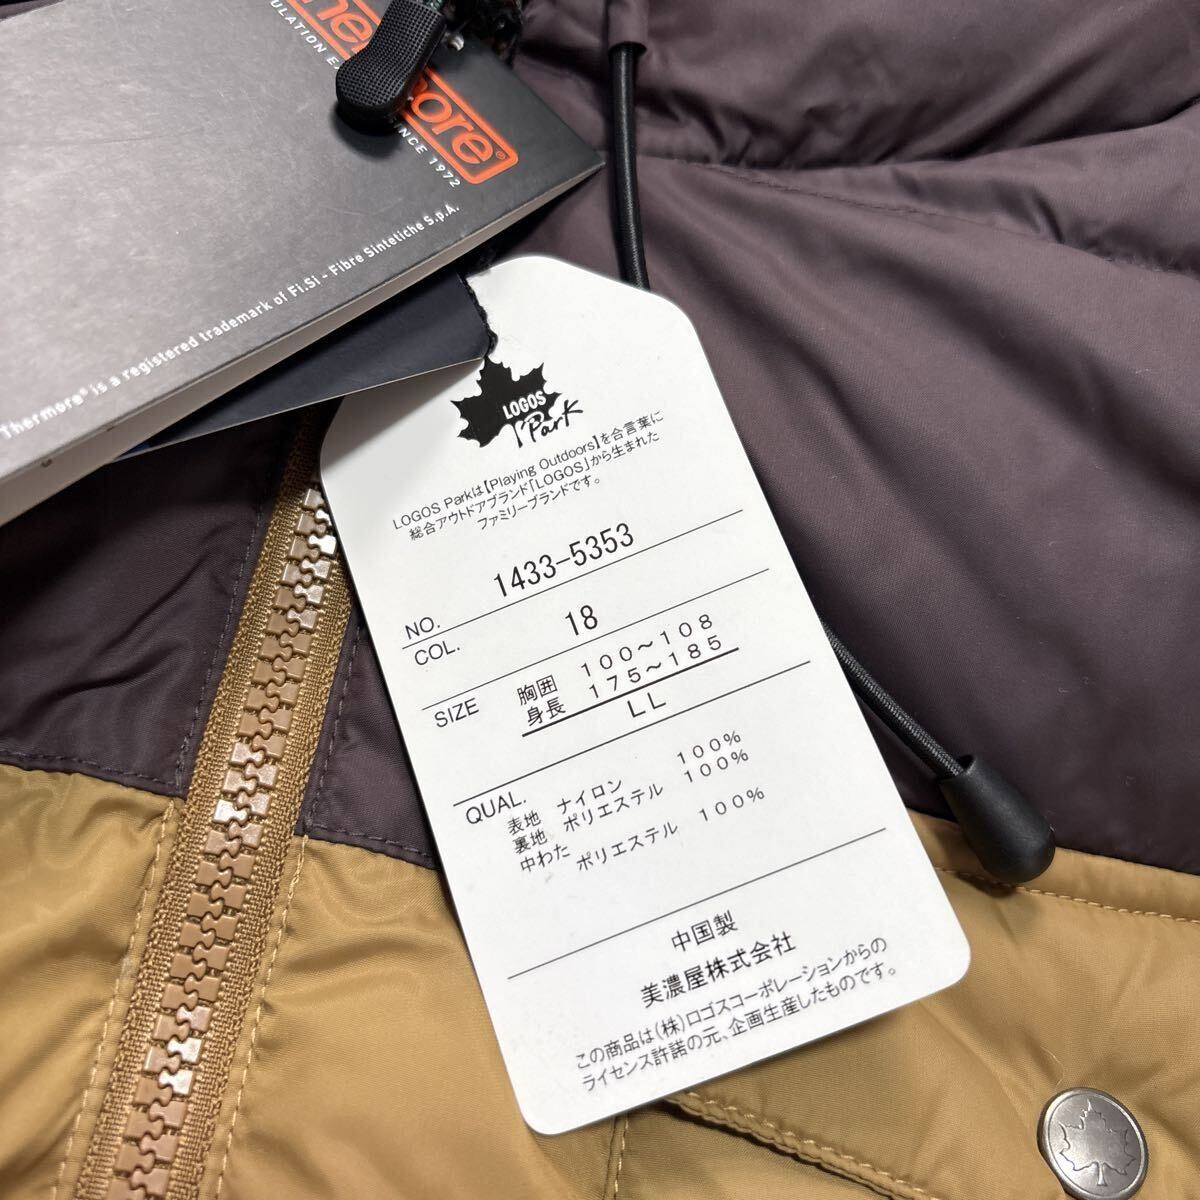 Thermore®
SINCE 1972
Thermore® is a registered trademark of Fi.Si - Fibre Sintetiche S.p.A.
LOGOS
Park
LOGOS Parkは【Playing Outdoors】を合言葉に
総合アウトドアブランド「LOGOS」から生まれた
ファミリーブランドです。
NO. 1433-5353
COL. 18
SIZE 胸囲 100～108
身長 175～185
LL
QUAL.
表地 ナイロン 100%
裏地 ポリエステル 100%
中わた
ポリエステル 100%
中国製
美濃屋株式会社
この商品は(株)ロゴスコーポレーションからの
ライセンス許諾の元、企画生産したものです。